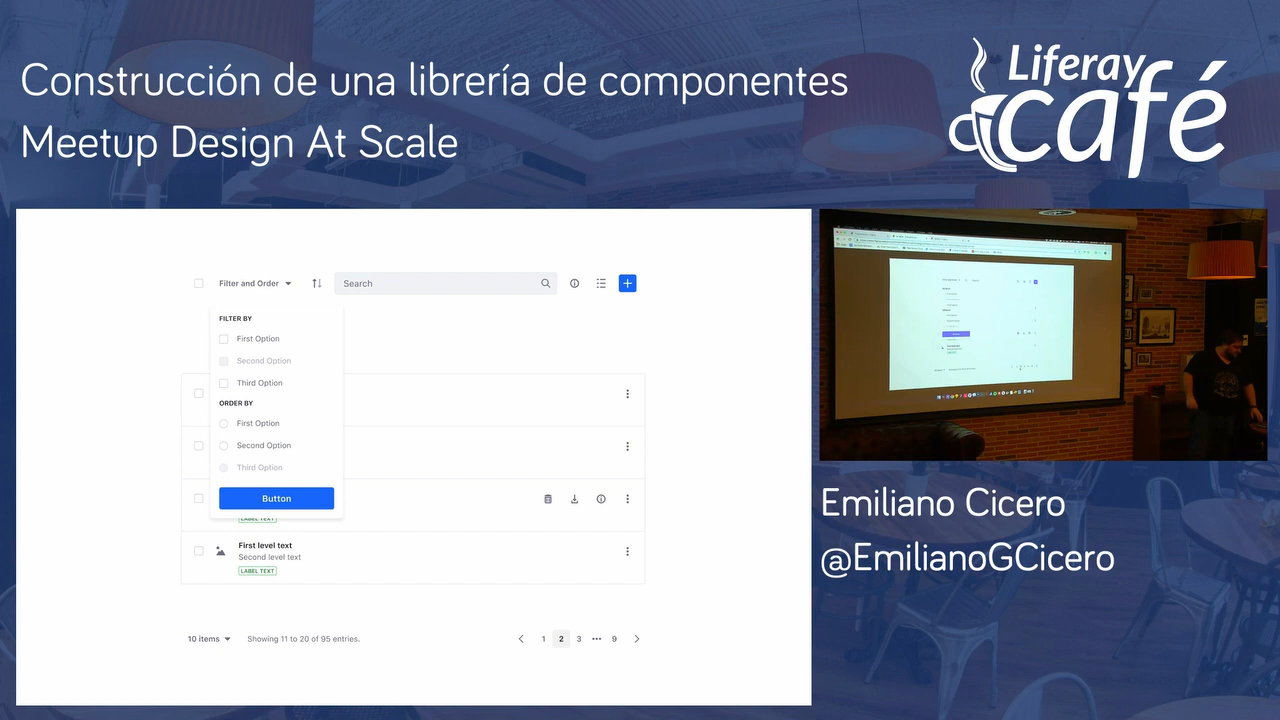 Construcción de una librería de componentes
Meetup Design At Scale
Liferay
café
Filter and Order
Search
FILTER BY
First Option
Second Option
Third Option
ORDER BY
First Option
Second Option
Third Option
Button
LABEL TEXT
First level text
Second level text
LABEL TEXT
10 items
Showing 11 to 20 of 95 entries.
1 2 3 ••• 9
Emiliano Cicero
@EmilianoGCicero